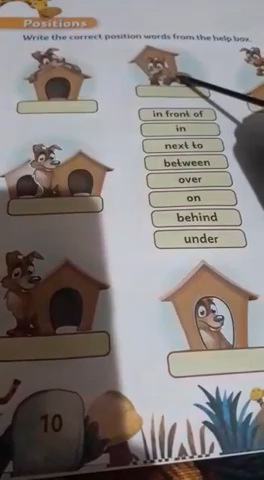 Positions
Write the correct position words from the help box.
in front of
in
next to
between
over
on
behind
under
10